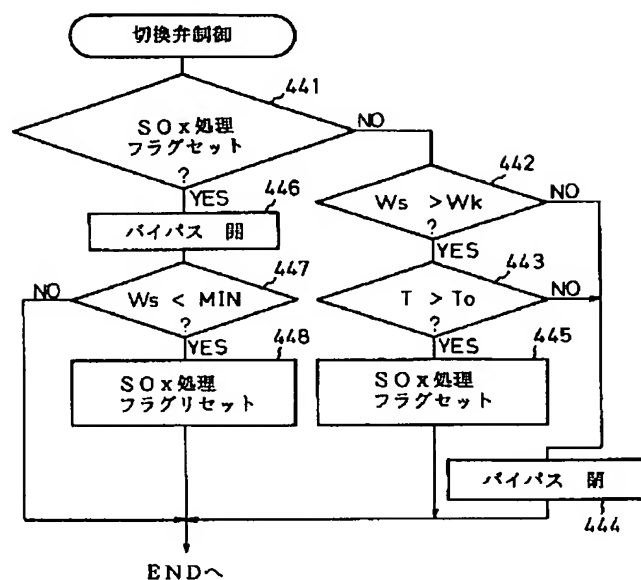 切換弁制御
441
SOx処理
フラグセット
?
NO
YES
446
バイパス 開
447
Ws < MIN
?
NO
YES
448
SOx処理
フラグリセット
442
Ws >Wk
?
NO
YES
443
T > To
?
NO
YES
445
SOx処理
フラグセット
バイパス 閉
444
ENDへ